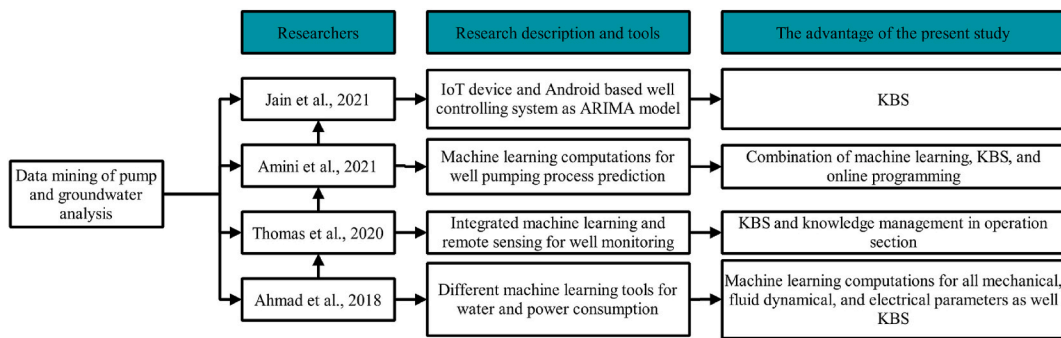 Researchers
Research description and tools
The advantage of the present study
Data mining of pump
and groundwater
analysis
Jain et al., 2021
IoT device and Android based well
controlling system as ARIMA model
KBS
Amini et al., 2021
Machine learning computations for
well pumping process prediction
Combination of machine learning, KBS, and
online programming
Thomas et al., 2020
Integrated machine learning and
remote sensing for well monitoring
KBS and knowledge management in operation
section
Ahmad et al., 2018
Different machine learning tools for
water and power consumption
Machine learning computations for all mechanical,
fluid dynamical, and electrical parameters as well
KBS